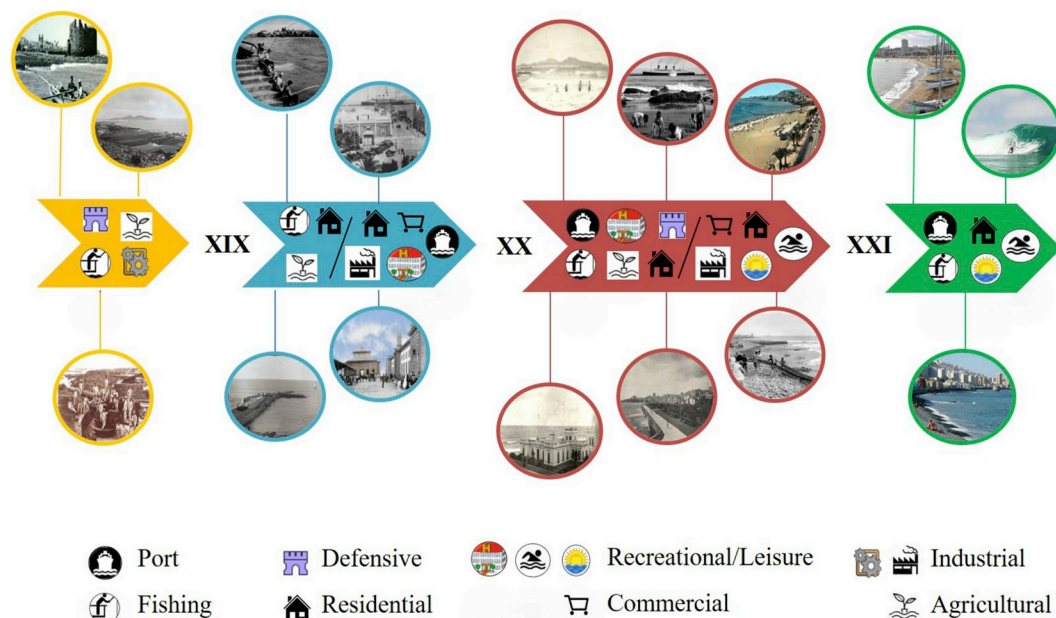 XIX
XX
XXI
Port
Defensive
Recreational/Leisure
Industrial
Fishing
Residential
Commercial
Agricultural